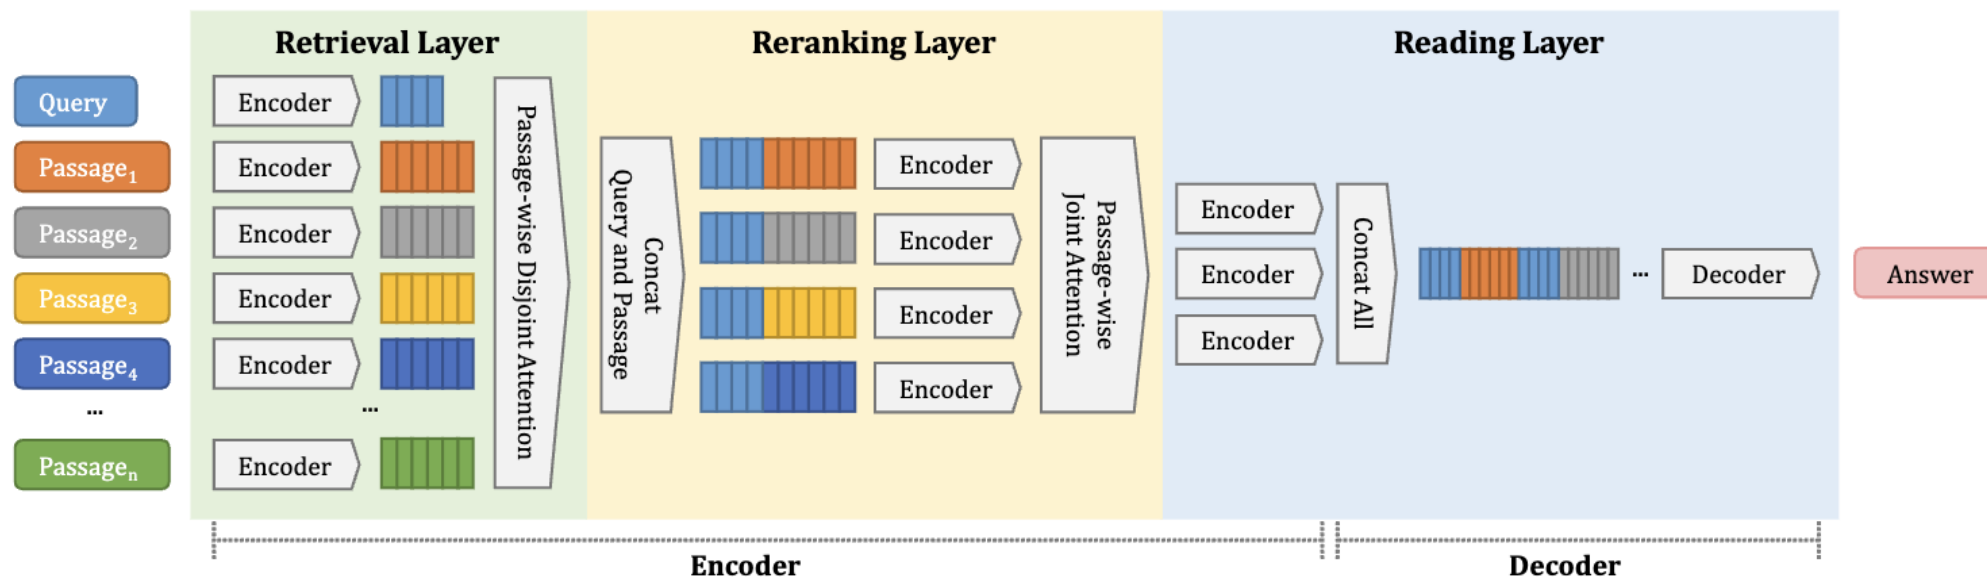 Retrieval Layer
Reranking Layer
Reading Layer
Query
Passage1
Passage2
Passage3
Passage4
...
Passagen
Encoder
Encoder
Encoder
Encoder
Encoder
...
Encoder
Passage-wise Disjoint Attention
Concat
Query and Passage
Encoder
Encoder
Encoder
Encoder
Passage-wise
Joint Attention
Encoder
Encoder
Encoder
Concat All
...
Decoder
Answer
Encoder
Decoder